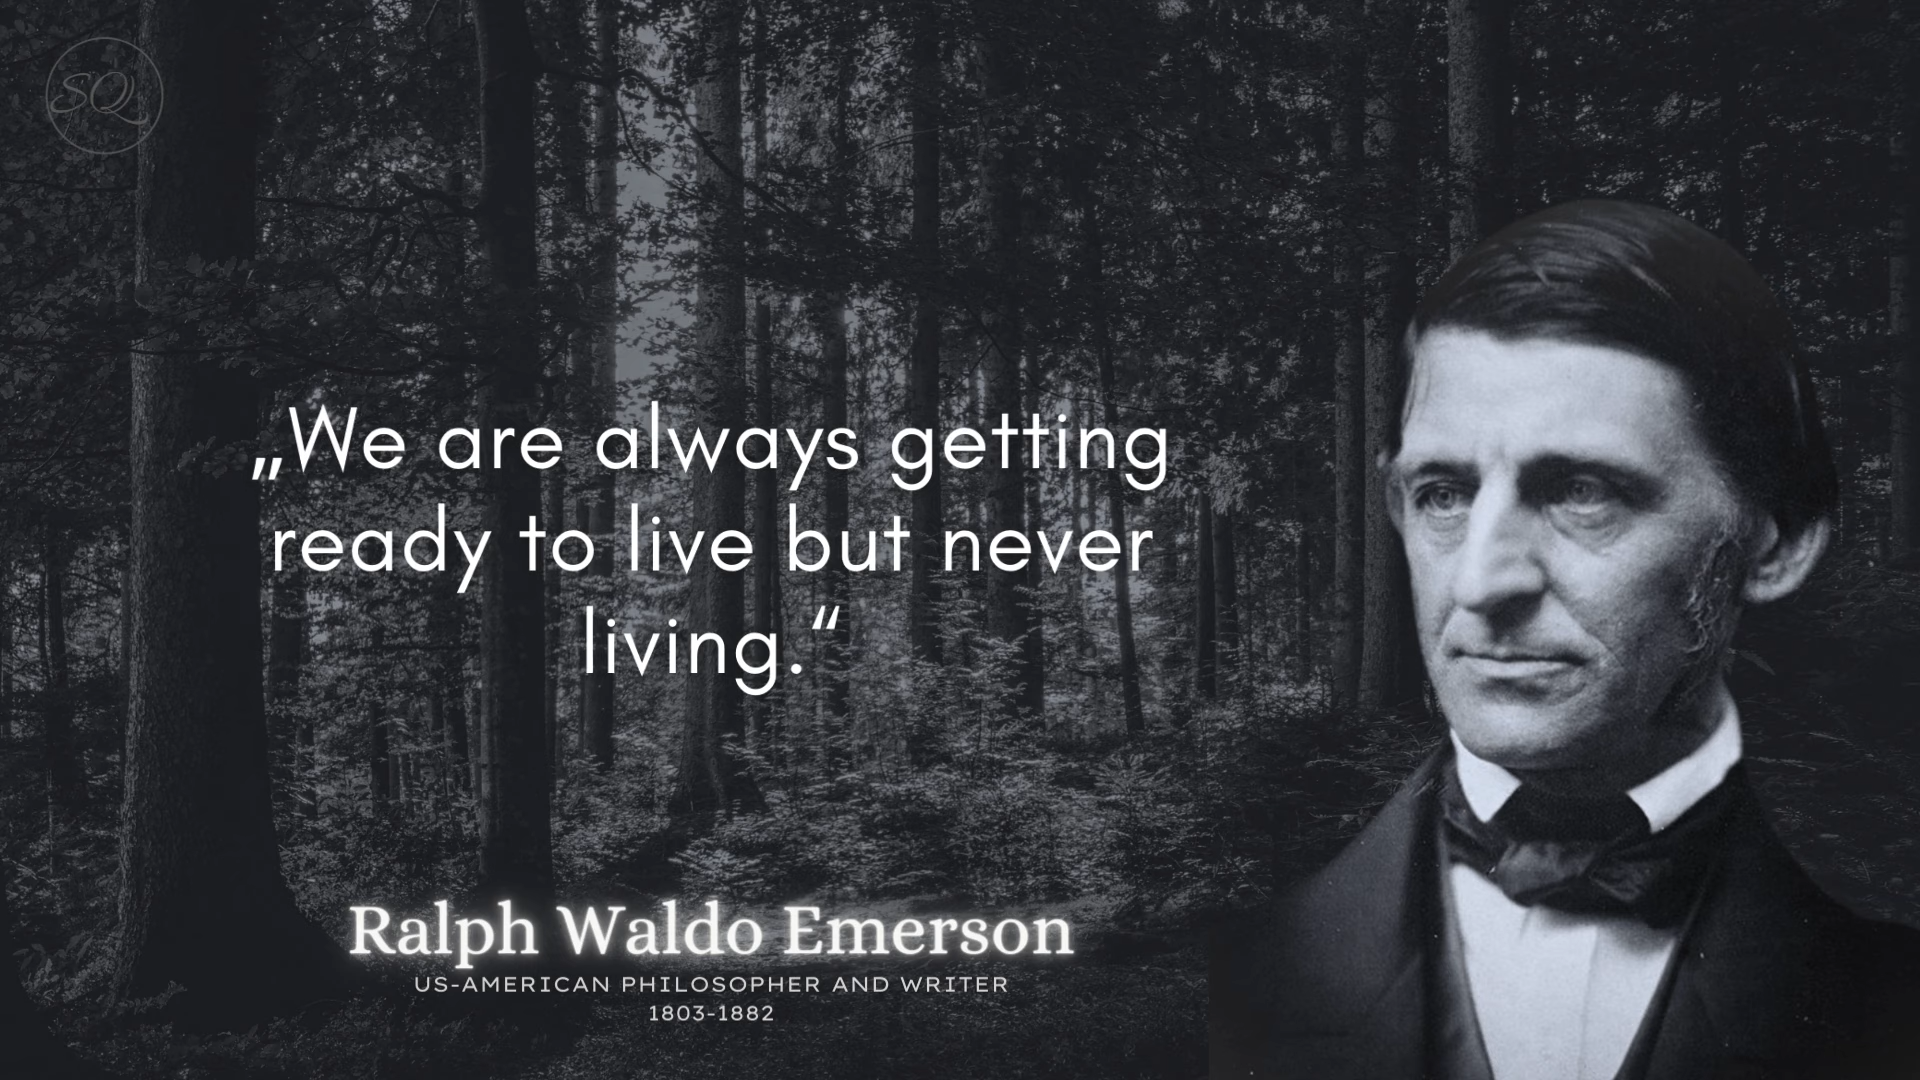 SQ
„We are always getting
ready to live but never
living.“
Ralph Waldo Emerson
US-AMERICAN PHILOSOPHER AND WRITER
1803-1882